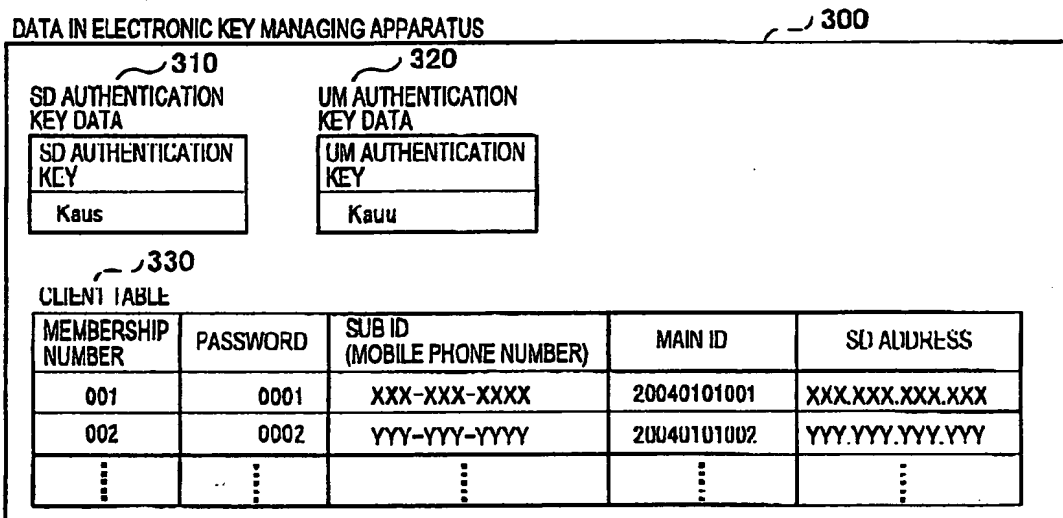 DATA IN ELECTRONIC KEY MANAGING APPARATUS 300
310 320
SD AUTHENTICATION KEY DATA
UM AUTHENTICATION KEY DATA
SD AUTHENTICATION KEY
UM AUTHENTICATION KEY
Kaus Kauu
330
CLIENT TABLE
MEMBERSHIP NUMBER PASSWORD SUB ID (MOBILE PHONE NUMBER) MAIN ID SD ADDRESS
001 0001 XXX-XXX-XXXX 20040101001 XXX.XXX.XXX.XXX
002 0002 YYY-YYY-YYYY 20040101002 YYY.YYY.YYY.YYY